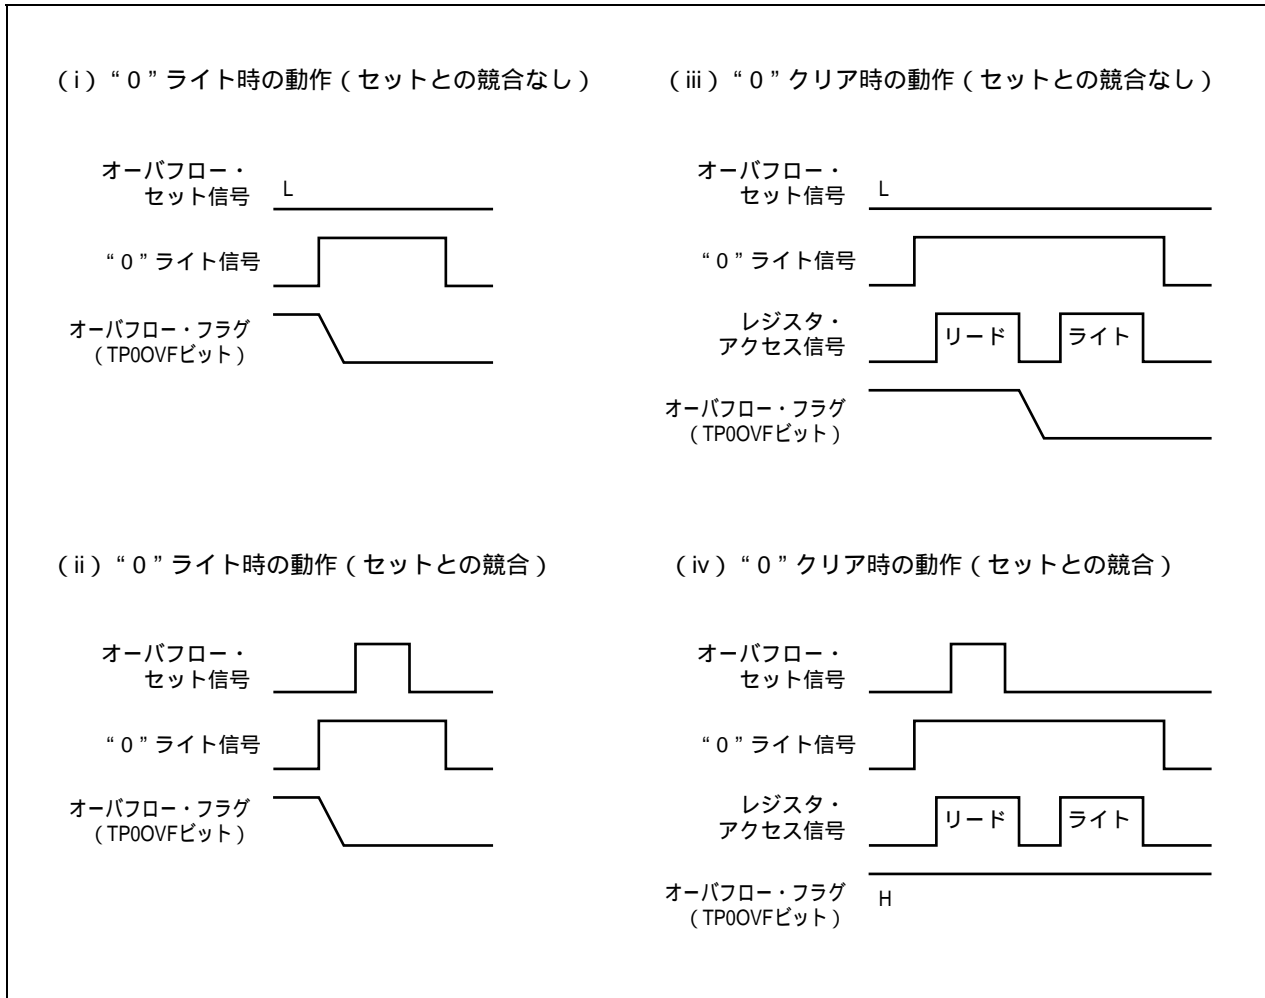 （i）“０”ライト時の動作（セットとの競合なし）
オーバフロー・
セット信号
L
“０”ライト信号
オーバフロー・フラグ
（TP0OVFビット）
（iii）“０”クリア時の動作（セットとの競合なし）
オーバフロー・
セット信号
L
“０”ライト信号
レジスタ・
アクセス信号
リード
ライト
オーバフロー・フラグ
（TP0OVFビット）
（ii）“０”ライト時の動作（セットとの競合）
オーバフロー・
セット信号
“０”ライト信号
オーバフロー・フラグ
（TP0OVFビット）
（iv）“０”クリア時の動作（セットとの競合）
オーバフロー・
セット信号
“０”ライト信号
レジスタ・
アクセス信号
リード
ライト
オーバフロー・フラグ
（TP0OVFビット）
H